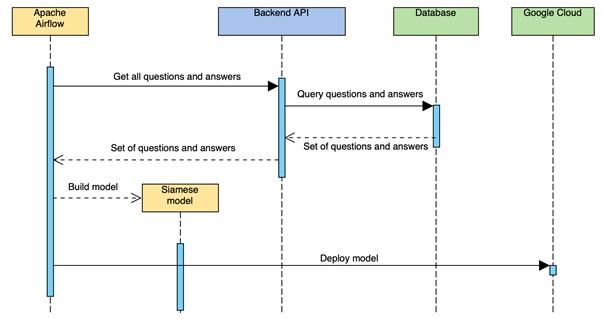 Apache
Airflow
Backend API
Database
Google Cloud
Get all questions and answers
Query questions and answers
Set of questions and answers
Set of questions and answers
Build model
Siamese
model
Deploy model